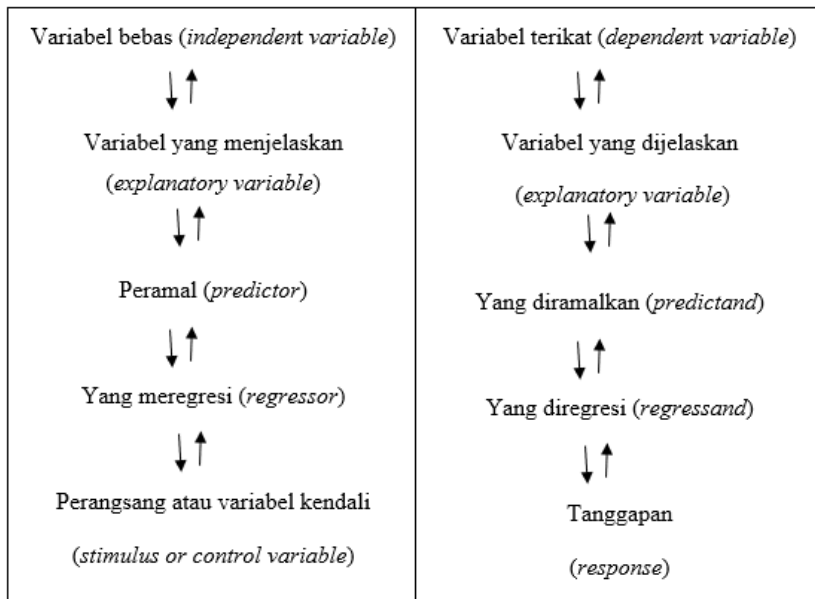 Variabel bebas (independent variable)
Variabel yang menjelaskan
(explanatory variable)
Peramal (predictor)
Yang meregresi (regressor)
Perangsang atau variabel kendali
(stimulus or control variable)
Variabel terikat (dependent variable)
Variabel yang dijelaskan
(explanatory variable)
Yang diramalkan (predictand)
Yang diregresi (regressand)
Tanggapan
(response)